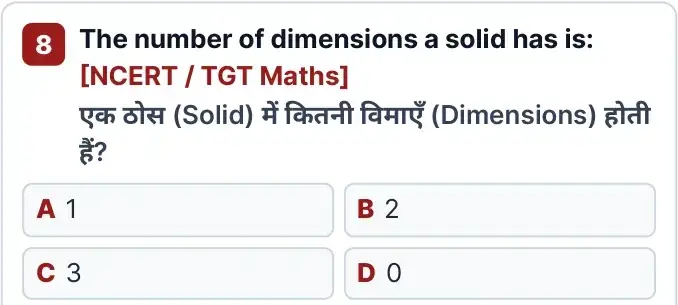 8 The number of dimensions a solid has is:
[NCERT / TGT Maths]
एक ठोस (Solid) में कितनी विमाएँ (Dimensions) होती
हैं?
A 1 B 2
C 3 D 0